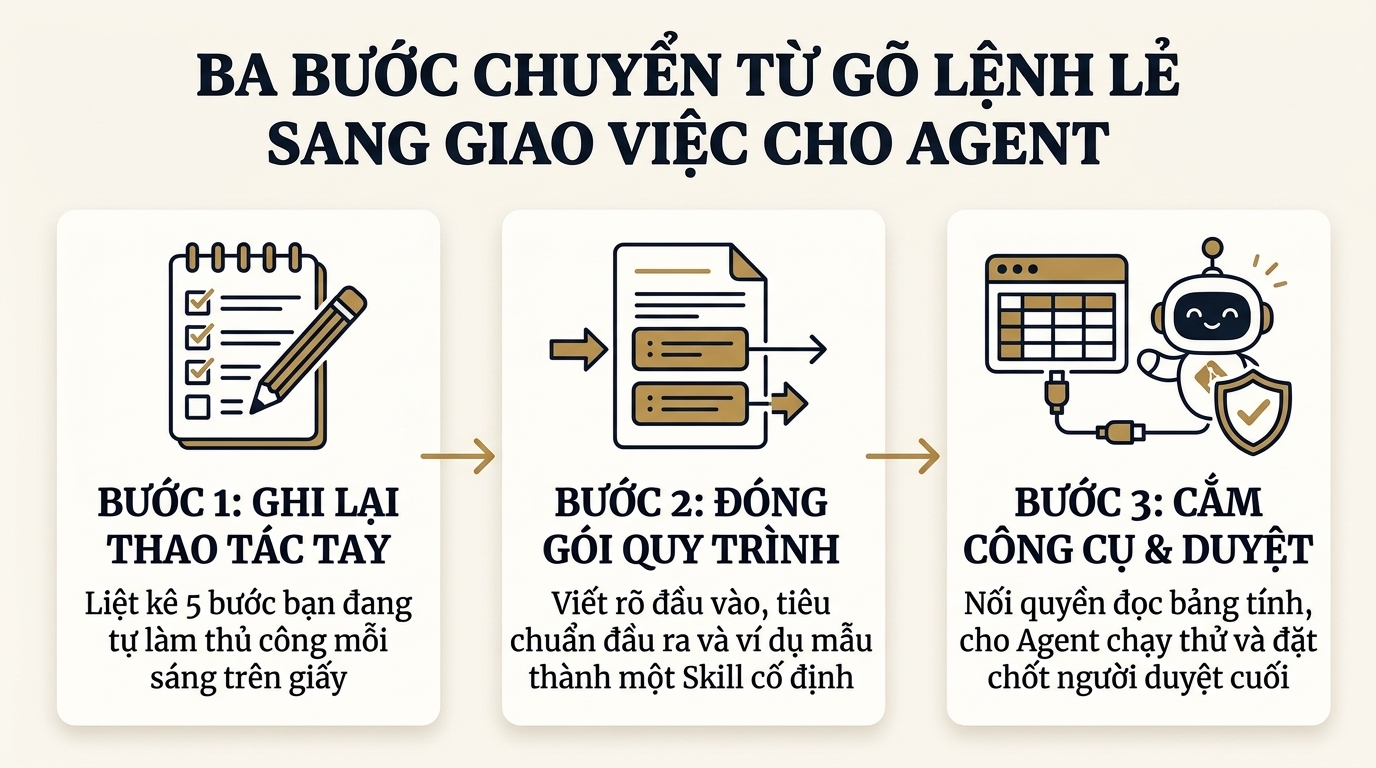 BA BƯỚC CHUYỂN TỪ GÕ LỆNH LẺ
SANG GIAO VIỆC CHO AGENT
BƯỚC 1: GHI LẠI
THAO TÁC TAY
Liệt kê 5 bước bạn đang
tự làm thủ công mỗi
sáng trên giấy
BƯỚC 2: ĐÓNG
GÓI QUY TRÌNH
Viết rõ đầu vào, tiêu
chuẩn đầu ra và ví dụ mẫu
thành một Skill cố định
BƯỚC 3: CẮM
CÔNG CỤ & DUYỆT
Nối quyền đọc bảng tính,
cho Agent chạy thử và đặt
chốt người duyệt cuối